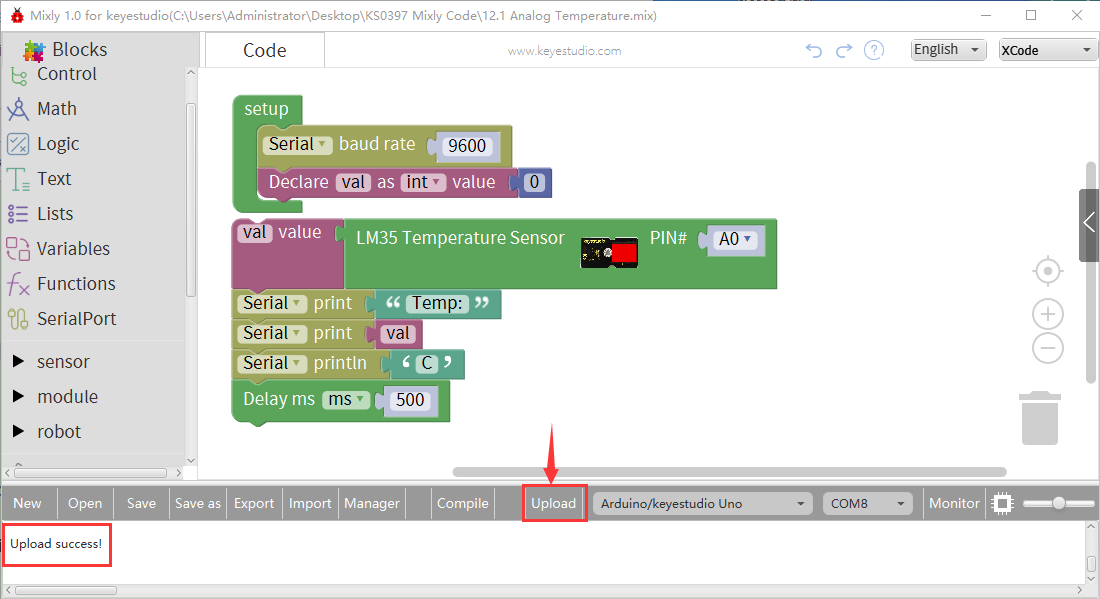 Mixly 1.0 for keyestudio(C:\Users\Administrator\Desktop\KS0397 Mixly Code\12.1 Analog Temperature.mix)
Blocks
Code
www.keyestudio.com
English
XCode
Control
Math
Logic
Text
Lists
Variables
Functions
SerialPort
sensor
module
robot
setup
Serial baud rate 9600
Declare val as int value 0
val value LM35 Temperature Sensor PIN# A0
Serial print “ Temp: ”
Serial print val
Serial println ‘ C ’
Delay ms ms 500
New Open Save Save as Export Import Manager Compile Upload Arduino/keyestudio Uno COM8 Monitor
Upload success!